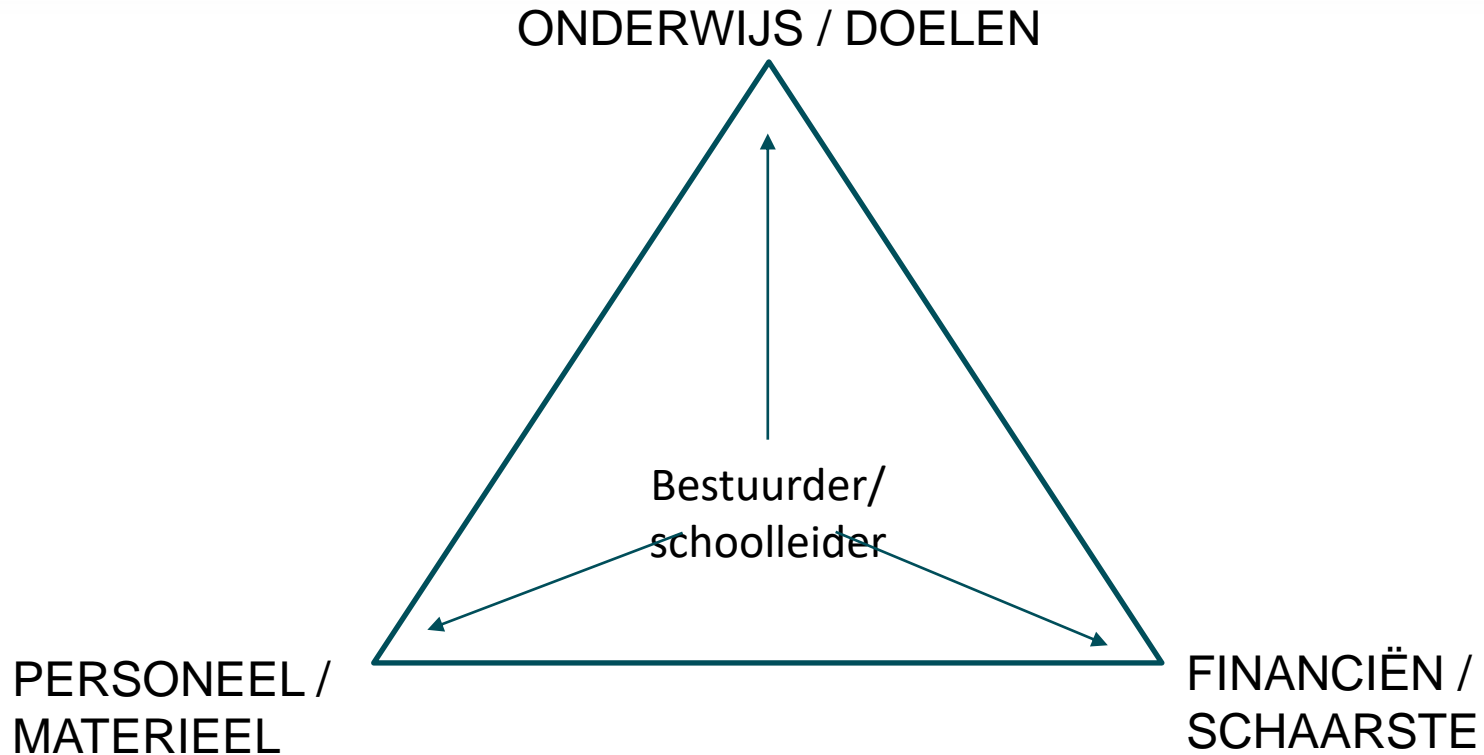 ONDERWIJS / DOELEN
Bestuurder/
schoolleider
PERSONEEL /
MATERIEEL
FINANCIËN /
SCHAARSTE